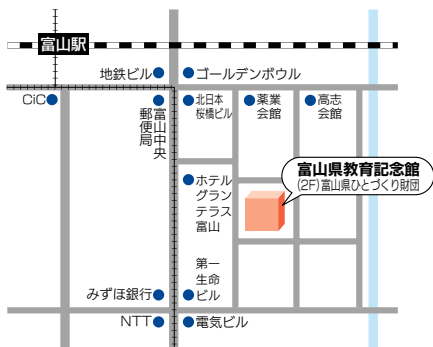 富山駅
地鉄ビル
ゴールデンボウル
CiC
富山中央
郵便局
北日本
桜橋ビル
薬業
会館
高志
会館
富山県教育記念館
(2F)富山県ひとづくり財団
ホテル
グラン
テラス
富山
第一
生命
ビル
みずほ銀行
NTT
電気ビル